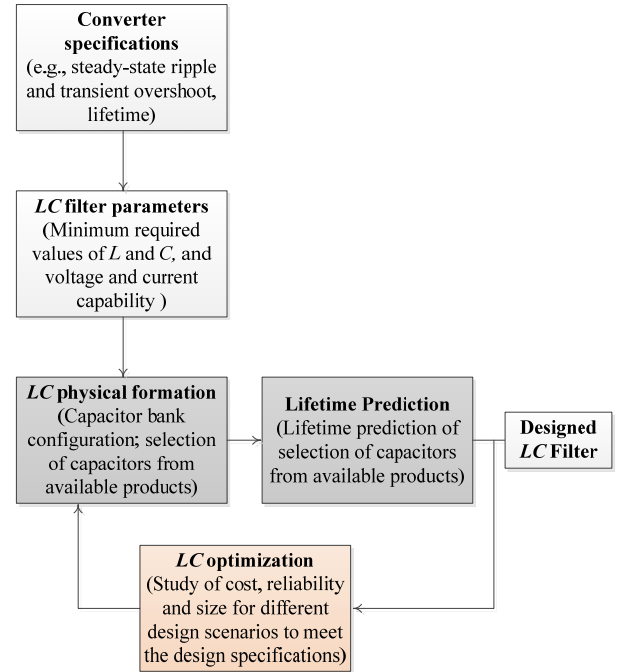 Converter
specifications
(e.g., steady-state ripple
and transient overshoot,
lifetime)
LC filter parameters
(Minimum required
values of L and C, and
voltage and current
capability )
LC physical formation
(Capacitor bank
configuration; selection
of capacitors from
available products)
Lifetime Prediction
(Lifetime prediction of
selection of capacitors
from available products)
Designed
LC Filter
LC optimization
(Study of cost, reliability
and size for different
design scenarios to meet
the design specifications)